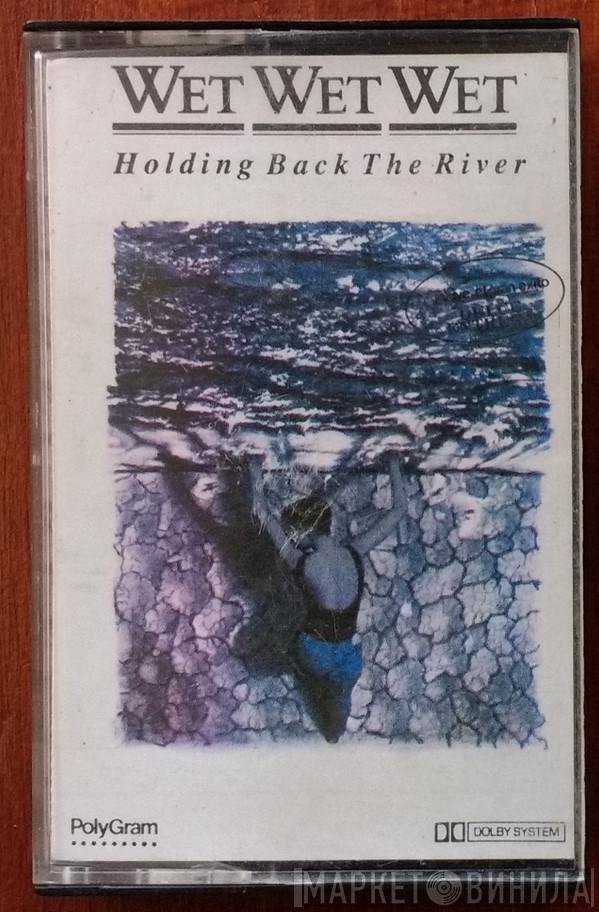 WET WET WET
Holding Back The River
PolyGram
DOLBY SYSTEM
МАРКЕТ ВИНИЛА